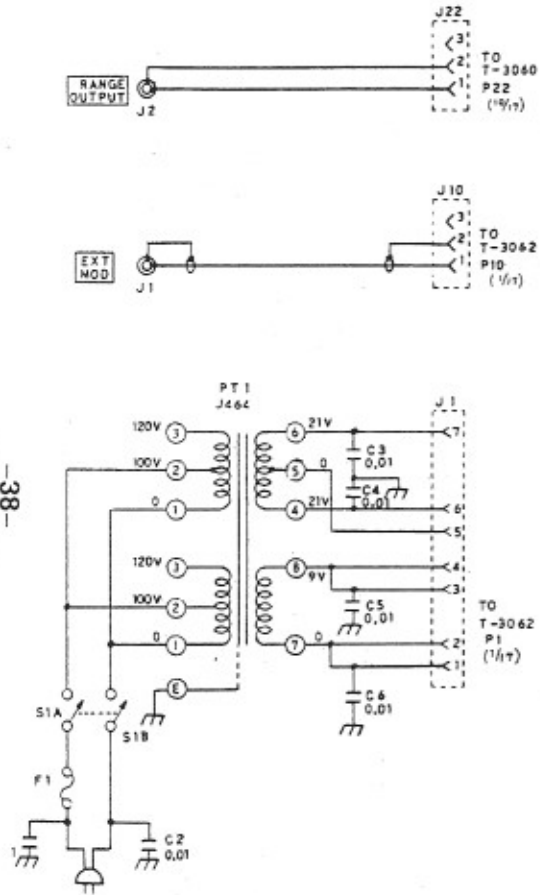 J22
3
2
1
TO
T-3060
P22
(19/17)
RANGE
OUTPUT
J2
J10
3
2
1
TO
T-3062
P10
(1/17)
EXT
MOD
J1
PT1
J464
120V 3
100V 2
0 1
120V 3
100V 2
0 1
E
6 21V
5 0
4 21V
8
9V
7 0
C3
0.01
C4
0.01
C5
0.01
C6
0.01
J1
7
6
5
4
3
2
1
TO
T-3062
P1
(1/17)
S1A
S1B
F1
1
C2
0.01
-38-